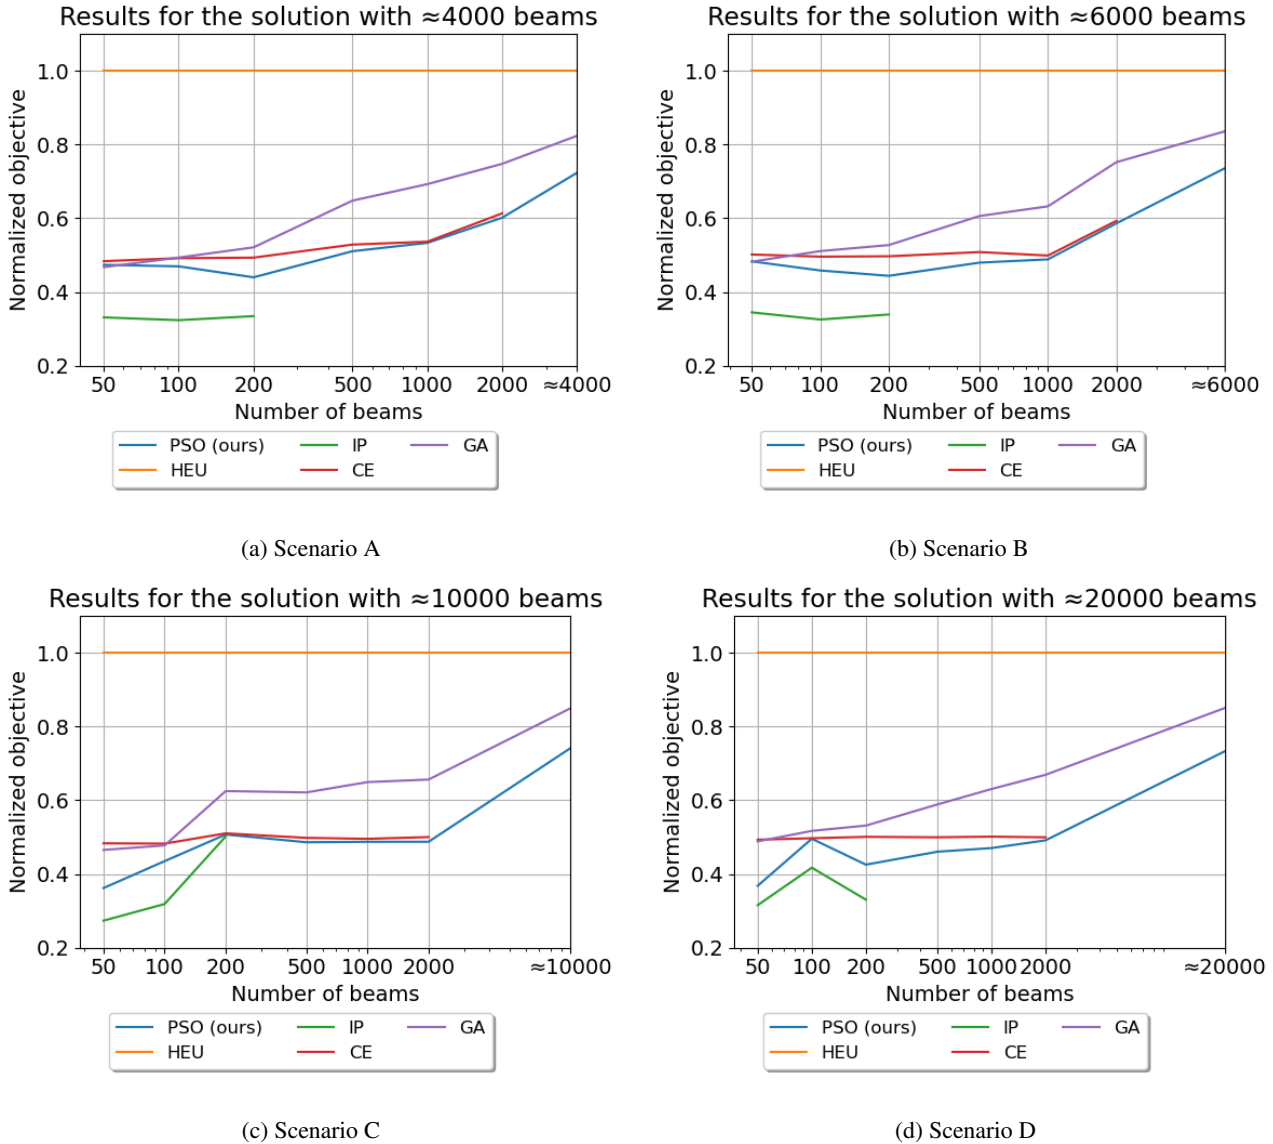 Results for the solution with ≈4000 beams
Normalized objective
1.0
0.8
0.6
0.4
0.2
50 100 200 500 1000 2000 ≈4000
Number of beams
PSO (ours) IP GA
HEU CE
(a) Scenario A
Results for the solution with ≈6000 beams
Normalized objective
1.0
0.8
0.6
0.4
0.2
50 100 200 500 1000 2000 ≈6000
Number of beams
PSO (ours) IP GA
HEU CE
(b) Scenario B
Results for the solution with ≈10000 beams
Normalized objective
1.0
0.8
0.6
0.4
0.2
50 100 200 500 1000 2000 ≈10000
Number of beams
PSO (ours) IP GA
HEU CE
(c) Scenario C
Results for the solution with ≈20000 beams
Normalized objective
1.0
0.8
0.6
0.4
0.2
50 100 200 500 1000 2000 ≈20000
Number of beams
PSO (ours) IP GA
HEU CE
(d) Scenario D